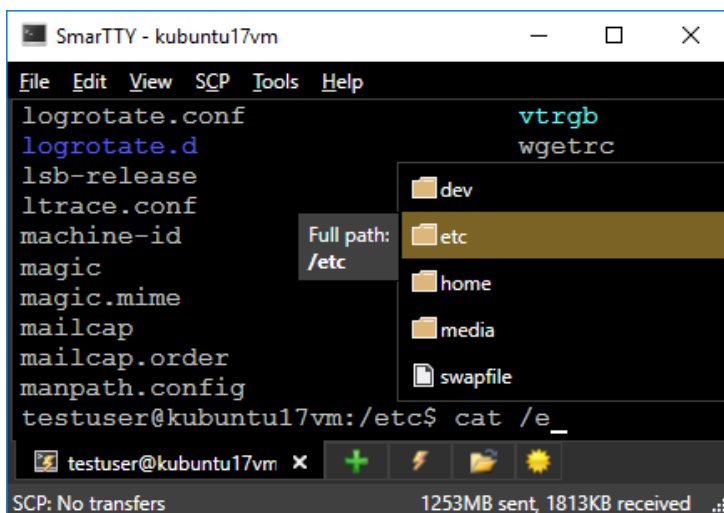 SmarTTY - kubuntu17vm
File Edit View SCP Tools Help
logrotate.conf
logrotate.d
lsb-release
ltrace.conf
machine-id
magic
magic.mime
mailcap
mailcap.order
manpath.config
vtrgb
wgetrc
Full path:
/etc
dev
etc
home
media
swapfile
testuser@kubuntu17vm:/etc$ cat /e_
testuser@kubuntu17vm
SCP: No transfers
1253MB sent, 1813KB received